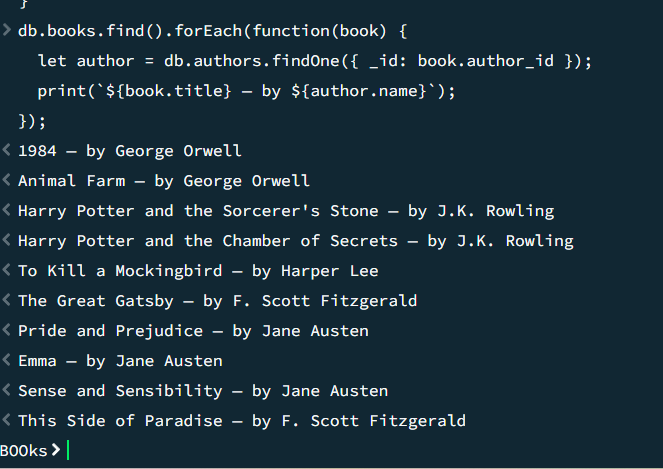 }
> db.books.find().forEach(function(book) {
let author = db.authors.findOne({ _id: book.author_id });
print(`${book.title} — by ${author.name}`);
});
< 1984 — by George Orwell
< Animal Farm — by George Orwell
< Harry Potter and the Sorcerer's Stone — by J.K. Rowling
< Harry Potter and the Chamber of Secrets — by J.K. Rowling
< To Kill a Mockingbird — by Harper Lee
< The Great Gatsby — by F. Scott Fitzgerald
< Pride and Prejudice — by Jane Austen
< Emma — by Jane Austen
< Sense and Sensibility — by Jane Austen
< This Side of Paradise — by F. Scott Fitzgerald
BOOks >